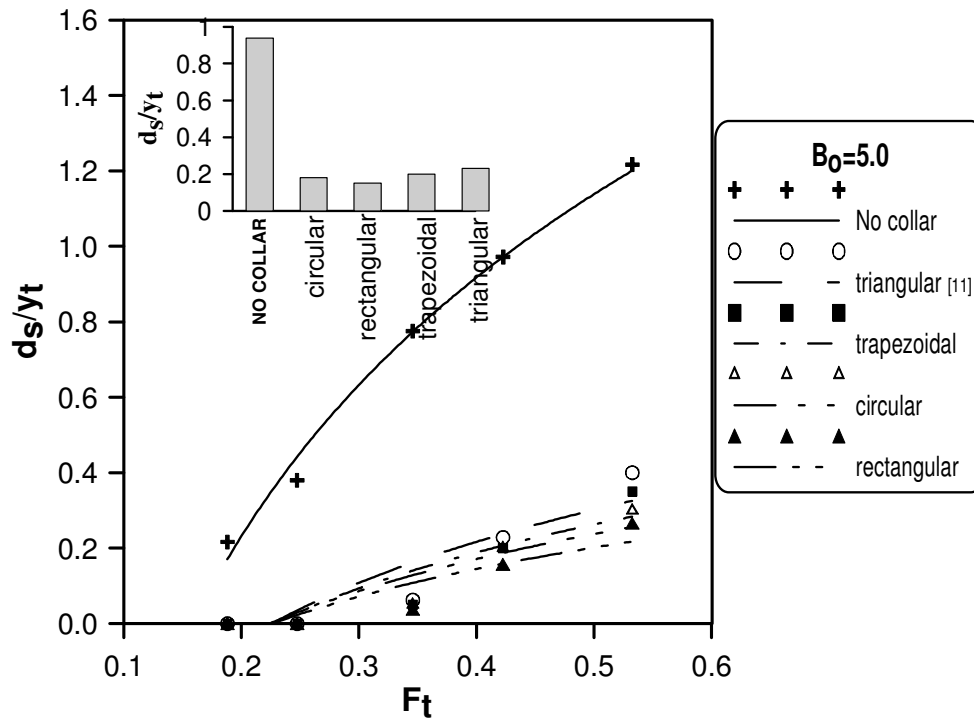 1.6
1.4
1.2
1.0
0.8
0.6
0.4
0.2
0.0
ds/yt
0.1
0.2
0.3
0.4
0.5
0.6
Ft
1
0.8
0.6
0.4
0.2
0
ds/yt
NO COLLAR
circular
rectangular
trapezoidal
triangular
Bo=5.0
No collar
triangular [11]
trapezoidal
circular
rectangular